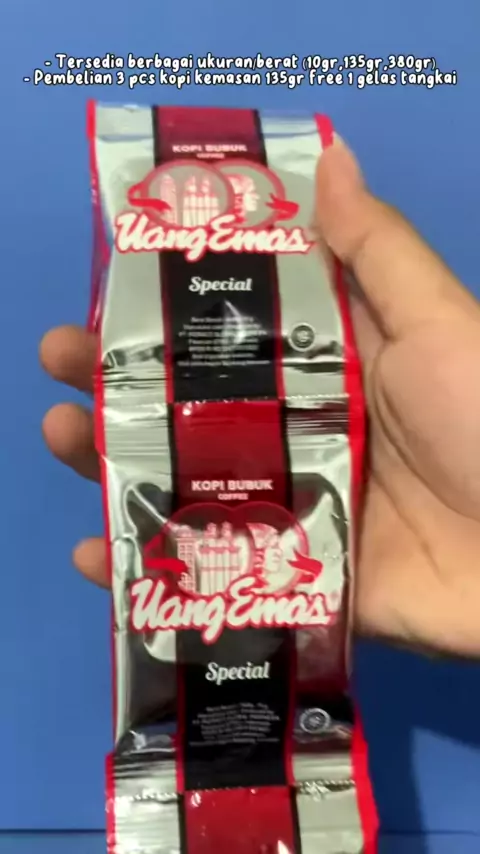 - Tersedia berbagai ukuran/berat (10gr,135gr,380gr)
- Pembelian 3 pcs kopi kemasan 135gr free 1 gelas tangkai
KOPI BUBUK
COFFEE
Uang Emas
Special
KOPI BUBUK
COFFEE
Uang Emas
Special